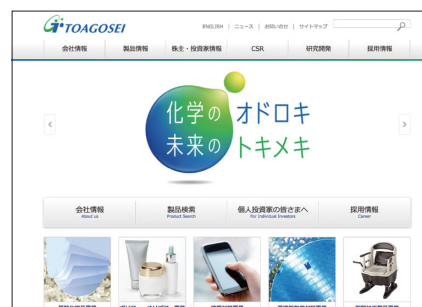 TOAGOSEI
ENGLISH | ニュース | お問い合せ | サイトマップ
会社情報 製品情報 株主・投資家情報 CSR 研究開発 採用情報
化学のオドロキ
未来のトキメキ
会社情報 製品検索 個人投資家の皆さまへ 採用情報
About us Product Search For Individual Investors Career